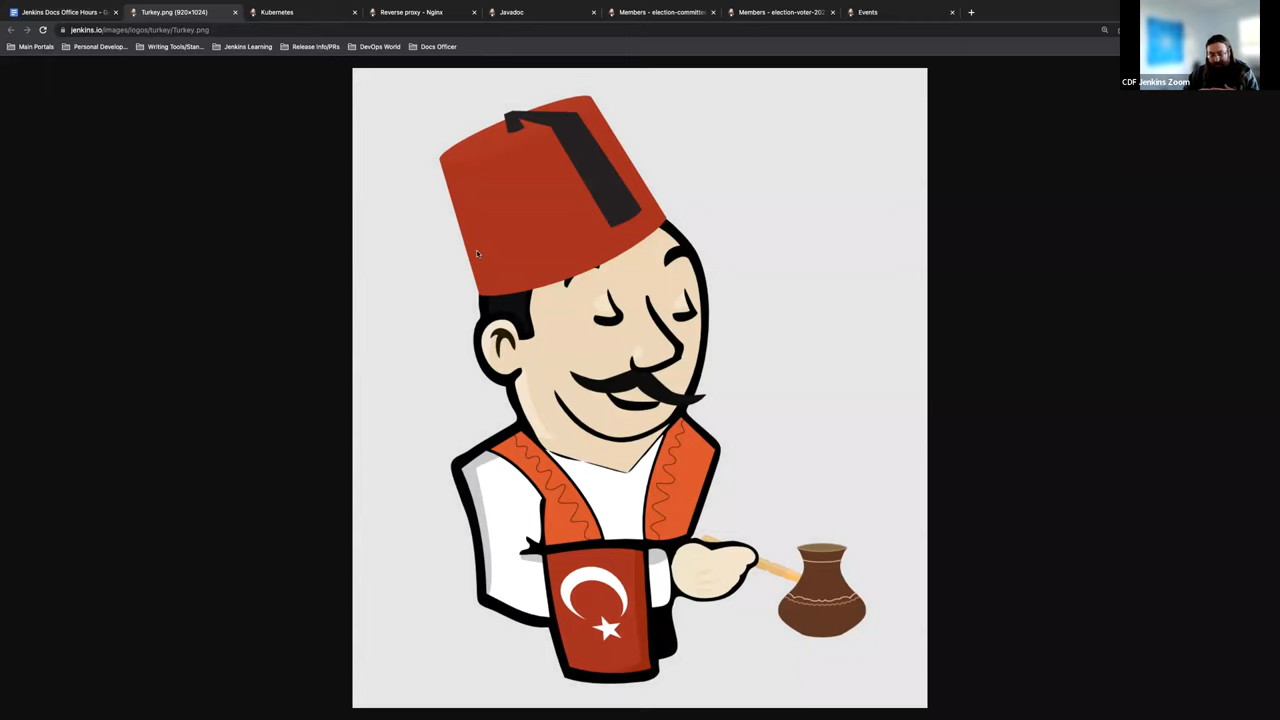 Jenkins Docs Office Hours - G
Turkey.png (920×1024)
Kubernetes
Reverse proxy - Nginx
Javadoc
Members - election-committe
Members - election-voter-202
Events
jenkins.io/images/logos/turkey/Turkey.png
Main Portals
Personal Develop...
Writing Tools/Stan...
Jenkins Learning
Release Info/PRs
DevOps World
Docs Officer
CDF Jenkins Zoom